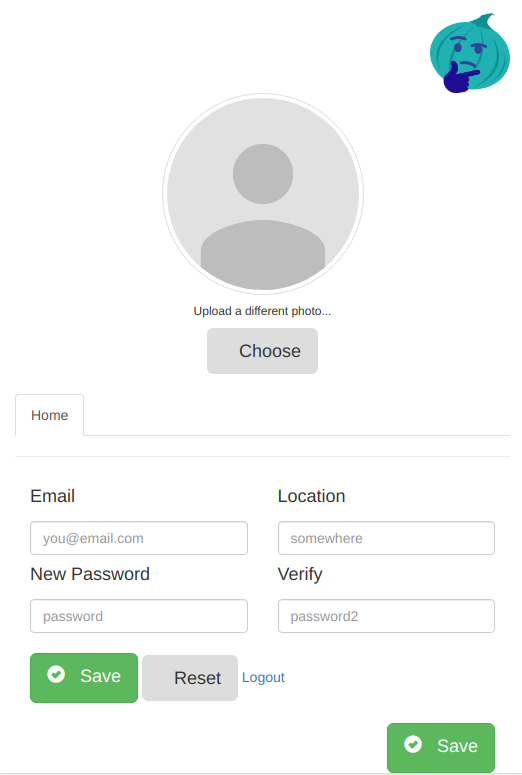 Upload a different photo...
Choose
Home
Email Location
you@email.com somewhere
New Password Verify
password password2
Save Reset Logout
Save